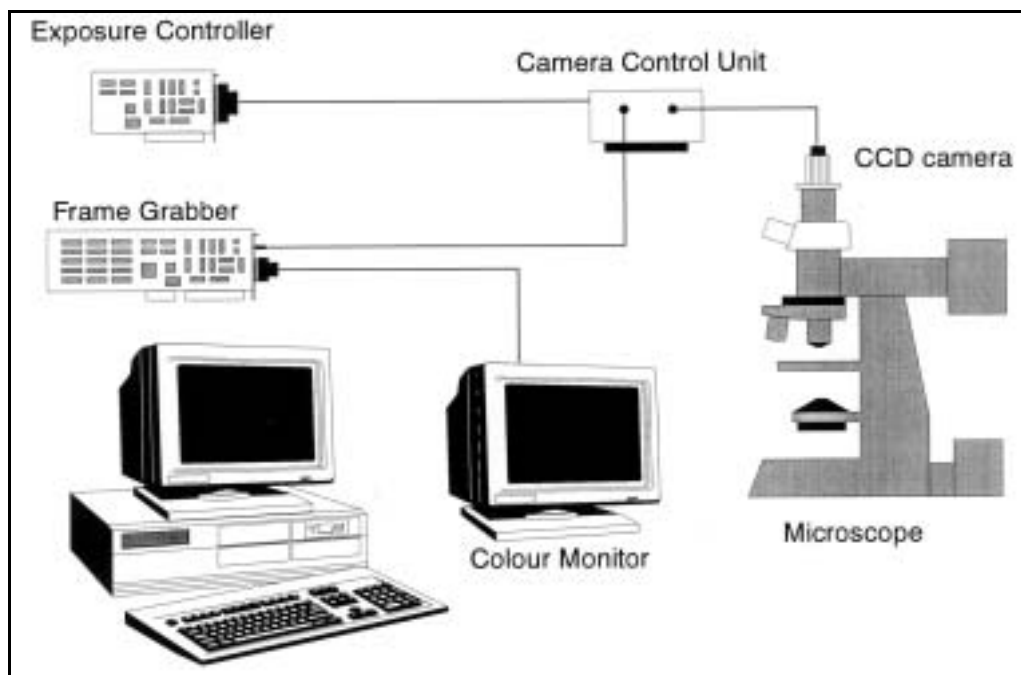 Exposure Controller
Camera Control Unit
CCD camera
Frame Grabber
Colour Monitor
Microscope